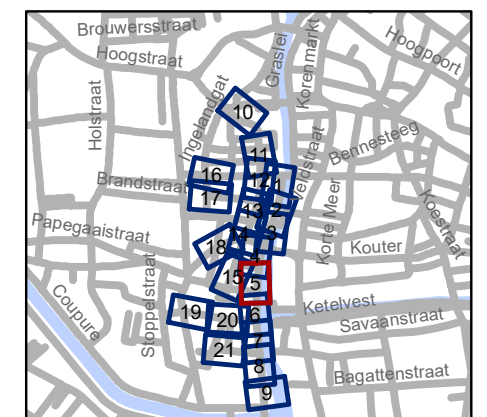 Brouwersstraat
Hoogstraat
Graslei
Korenmarkt
Hoogpoort
Holstraat
Ingelandgat
10
11
Bennesteeg
Veldstraat
16
12
1
Brandstraat
17
13
2
Koestraat
Papegaaistraat
18
14
3
Korte Meer
Kouter
4
15
5
Coupure
Stoppelstraat
19
20
6
Ketelvest
Savaanstraat
21
7
8
Bagattenstraat
9